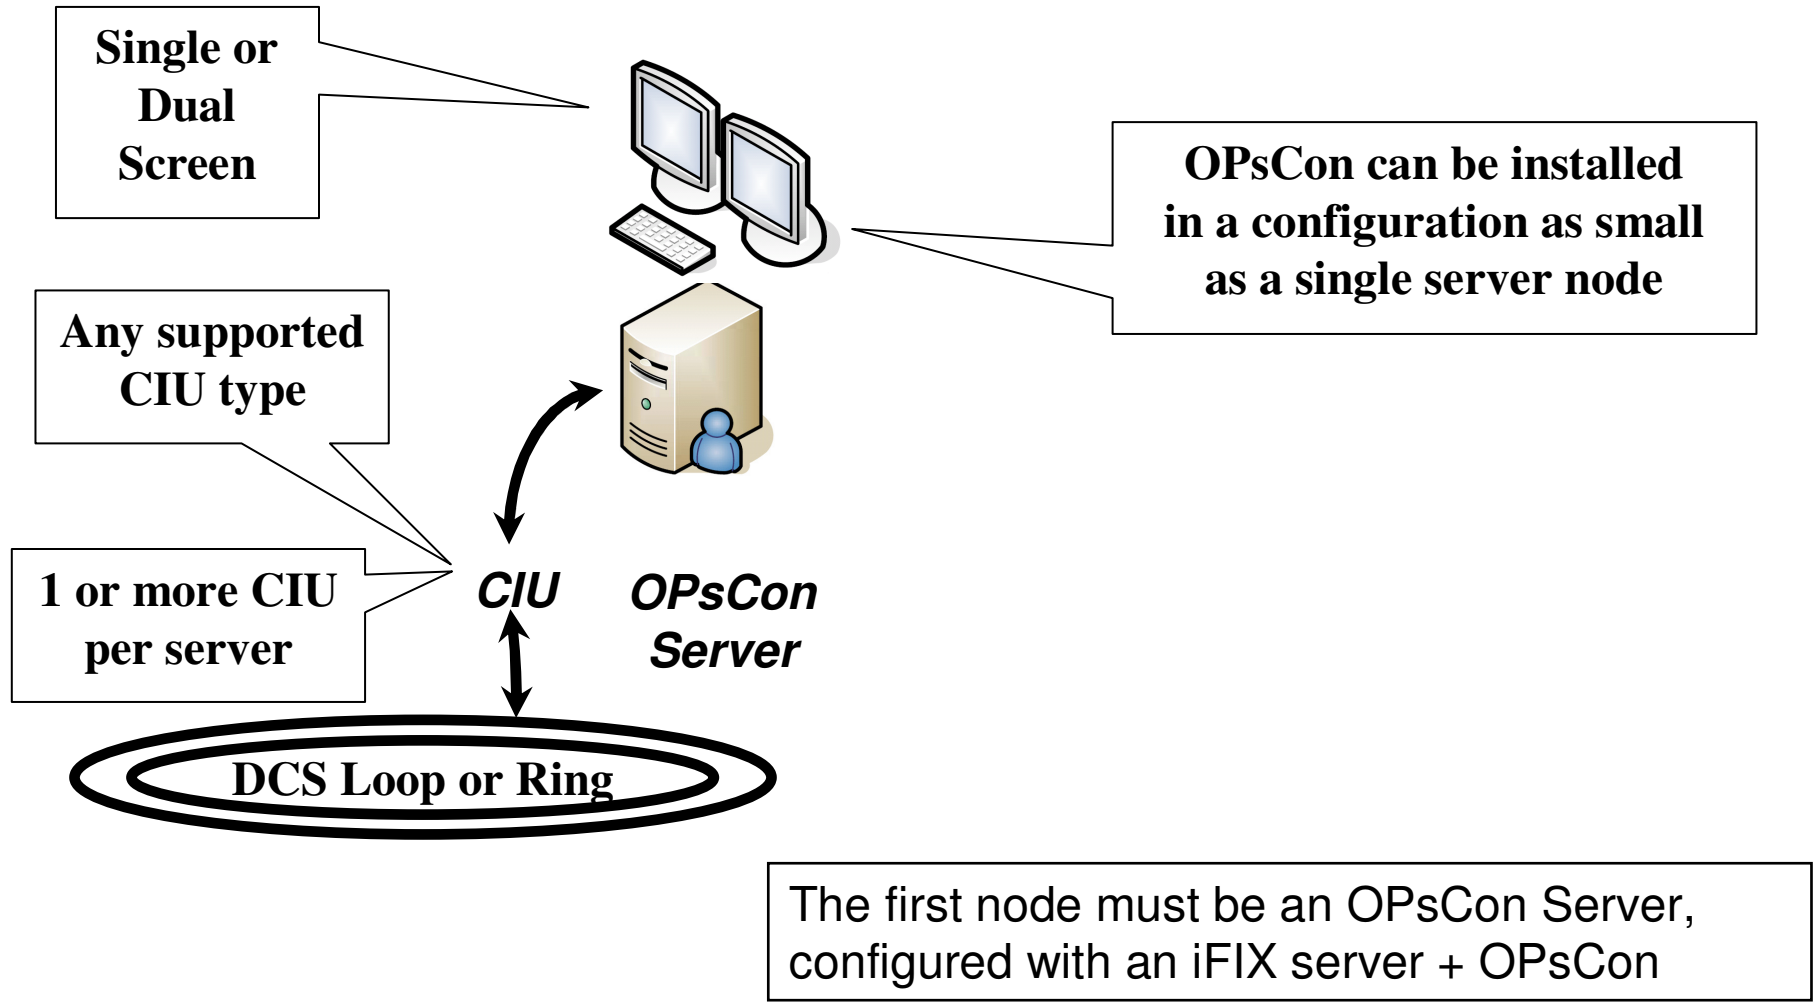 Single or
Dual
Screen
OPsCon can be installed
in a configuration as small
as a single server node
Any supported
CIU type
1 or more CIU
per server
CIU
OPsCon
Server
DCS Loop or Ring
The first node must be an OPsCon Server,
configured with an iFIX server + OPsCon